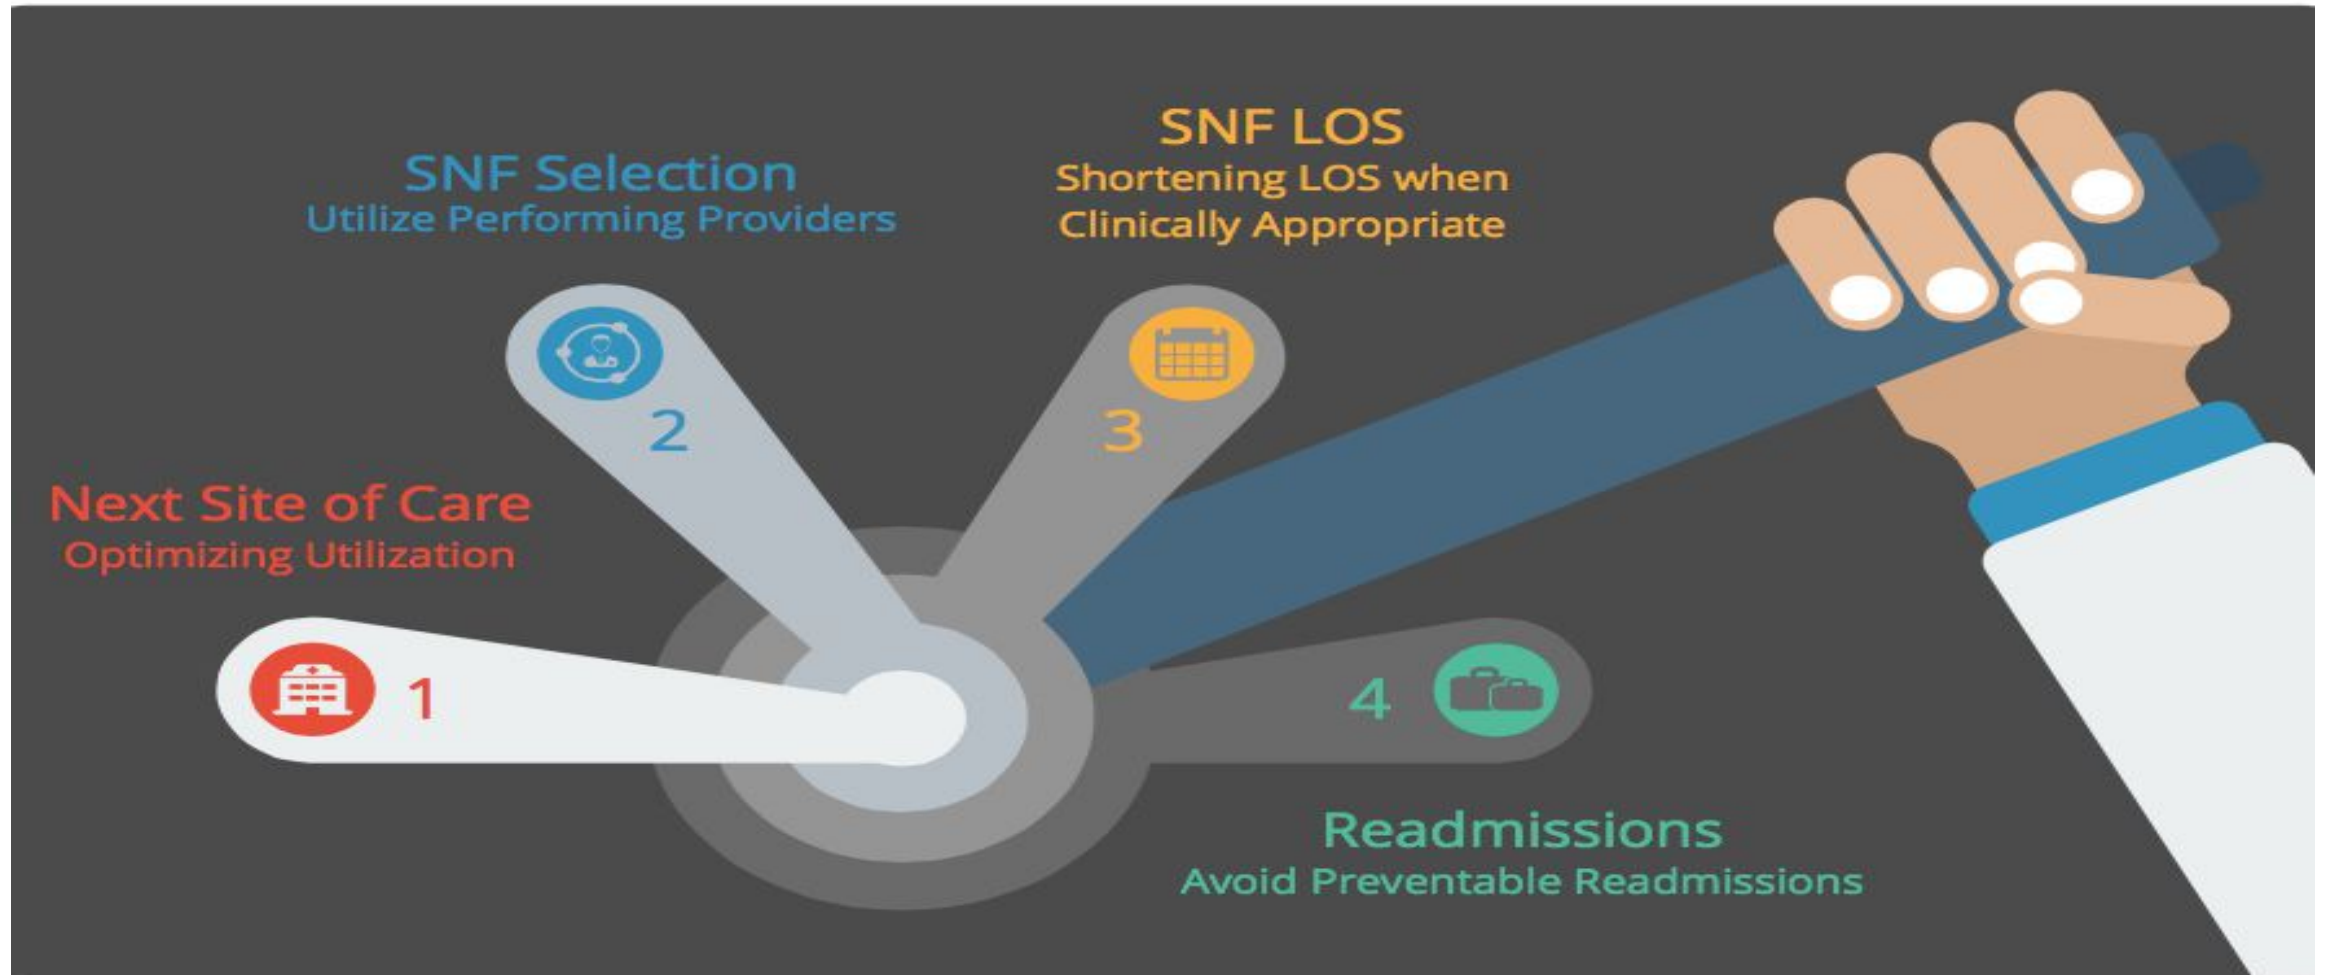 Next Site of Care
Optimizing Utilization
1
SNF Selection
Utilize Performing Providers
2
SNF LOS
Shortening LOS when
Clinically Appropriate
3
4
Readmissions
Avoid Preventable Readmissions